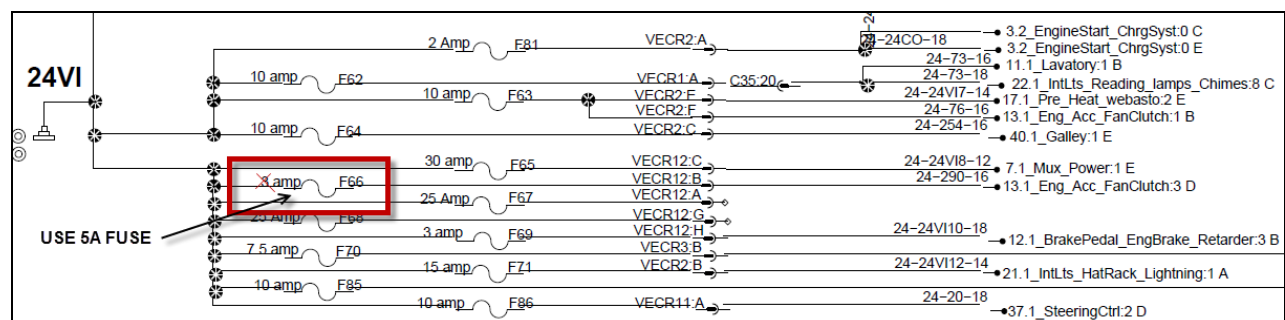 24-24CO-18
3.2_EngineStart_ChrgSyst:0 C
2 Amp F81 VECR2:A
3.2_EngineStart_ChrgSyst:0 E
24-73-16
11.1_Lavatory:1 B
24VI
10 amp F62 VECR1:A C35:20
24-73-18
22.1_IntLts_Reading_lamps_Chimes:8 C
10 amp F63 VECR2:E
24-24VI7-14
17.1_Pre_Heat_webasto:2 E
VECR2:F
24-76-16
13.1_Eng_Acc_FanClutch:1 B
10 amp F64 VECR2:C
24-254-16
40.1_Galley:1 E
30 amp F65 VECR12:C
24-24VI8-12
7.1_Mux_Power:1 E
3 amp F66 VECR12:B
24-290-16
13.1_Eng_Acc_FanClutch:3 D
25 Amp F67 VECR12:A
25 Amp F68 VECR12:G
USE 5A FUSE
3 amp F69 VECR12:H
24-24VI10-18
12.1_BrakePedal_EngBrake_Retarder:3 B
7.5 amp F70 VECR3:B
15 amp F71 VECR2:B
24-24VI12-14
21.1_IntLts_HatRack_Lightning:1 A
10 amp F85
10 amp F86 VECR11:A
24-20-18
37.1_SteeringCtrl:2 D